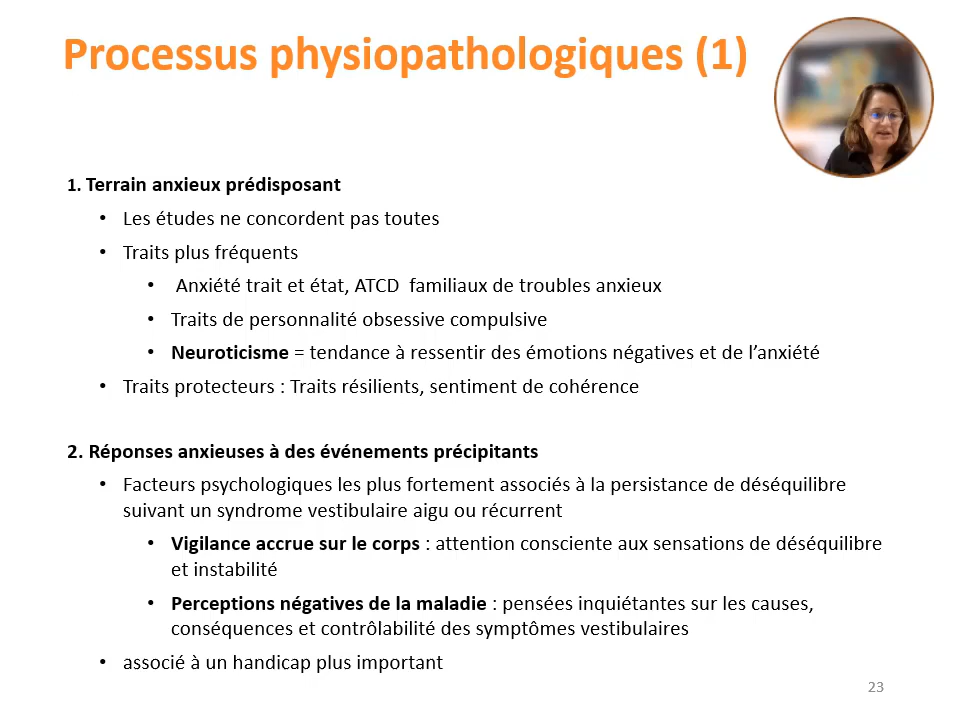 Processus physiopathologiques (1)
1. Terrain anxieux prédisposant
• Les études ne concordent pas toutes
• Traits plus fréquents
• Anxiété trait et état, ATCD  familiaux de troubles anxieux
• Traits de personnalité obsessive compulsive
• Neuroticisme = tendance à ressentir des émotions négatives et de l’anxiété
• Traits protecteurs : Traits résilients, sentiment de cohérence
2. Réponses anxieuses à des événements précipitants
• Facteurs psychologiques les plus fortement associés à la persistance de déséquilibre
suivant un syndrome vestibulaire aigu ou récurrent
• Vigilance accrue sur le corps : attention consciente aux sensations de déséquilibre
et instabilité
• Perceptions négatives de la maladie : pensées inquiétantes sur les causes,
conséquences et contrôlabilité des symptômes vestibulaires
• associé à un handicap plus important
23